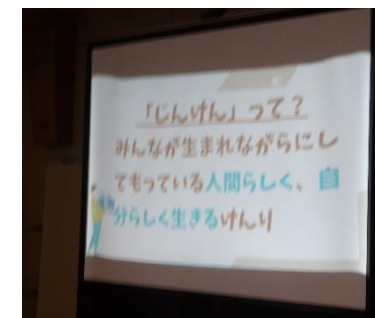 「じんけん」って？
みんなが生まれながらにし
てもっている人間らしく、自
分らしく生きるけんり